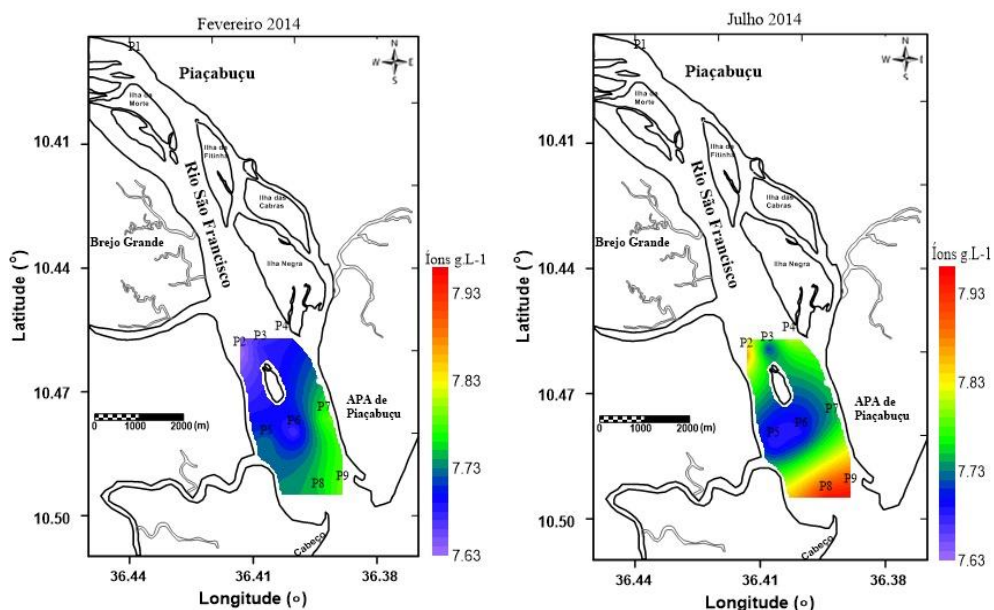 Fevereiro 2014
P1
Piaçabuçu
N
W E
S
Ilha da
Morte
10.41
Ilha da
Fitinha
Rio São Francisco
Ilha das
Cabras
Brejo Grande
Ilha Negra
10.44
Íons g.L-1
7.93
Latitude (°)
P2 P3 P4
7.83
10.47
APA de
Piaçabuçu
P7
0 1000 2000 (m)
P5 P6
7.73
P8 P9
10.50
Cabeço
7.63
36.44 36.41 36.38
Longitude (o)
Julho 2014
P1
Piaçabuçu
N
W E
S
Ilha da
Morte
10.41
Ilha da
Fitinha
Rio São Francisco
Ilha das
Cabras
Brejo Grande
Ilha Negra
10.44
Íons g.L-1
7.93
Latitude (°)
P2 P3 P4
7.83
10.47
APA de
Piaçabuçu
P7
0 1000 2000 (m)
P5 P6
7.73
P8 P9
10.50
Cabeço
7.63
36.44 36.41 36.38
Longitude (o)